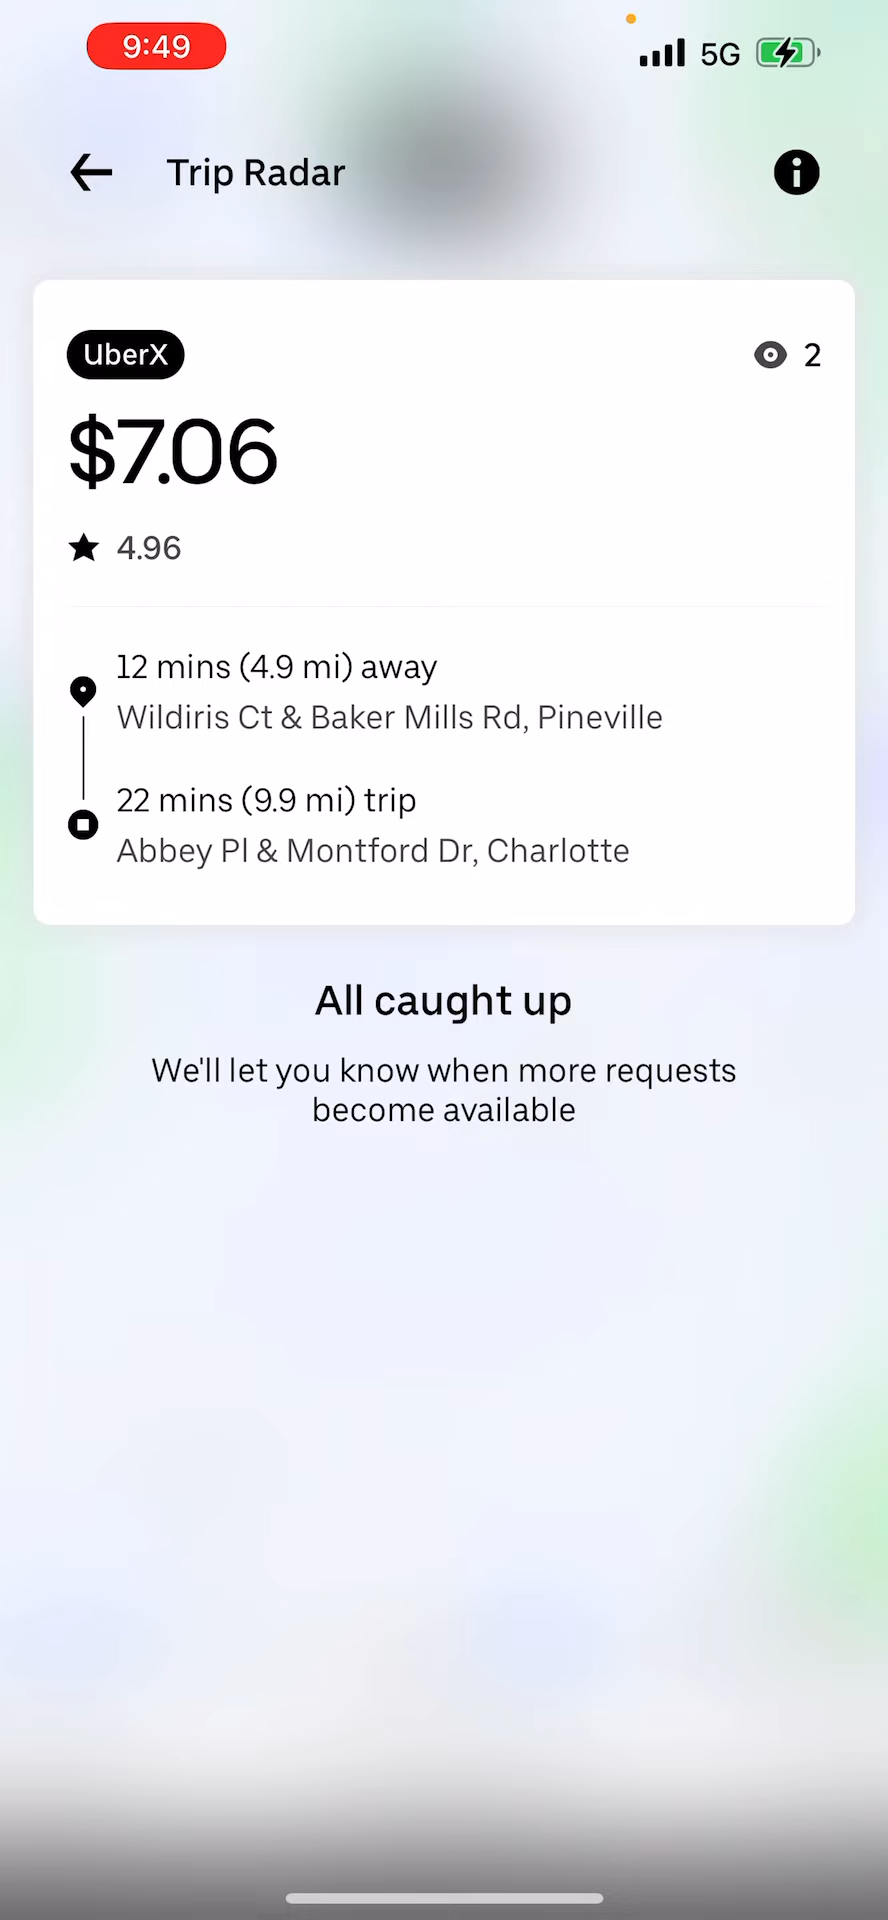 9:49
5G
Trip Radar
UberX
2
$7.06
4.96
12 mins (4.9 mi) away
Wildiris Ct & Baker Mills Rd, Pineville
22 mins (9.9 mi) trip
Abbey Pl & Montford Dr, Charlotte
All caught up
We'll let you know when more requests
become available